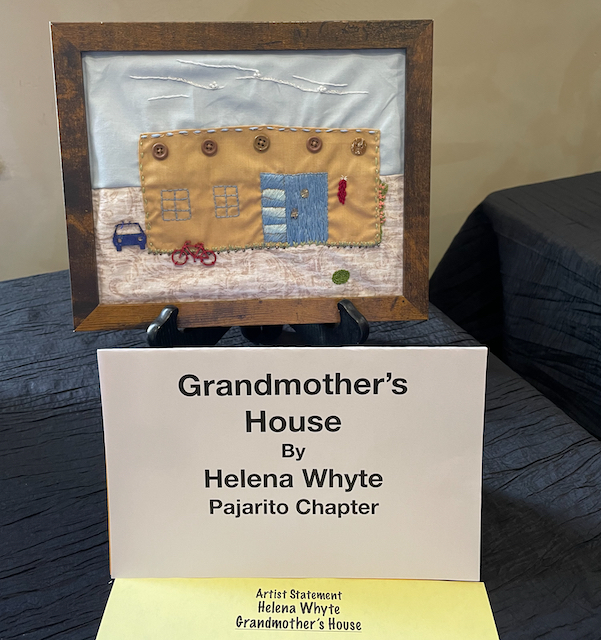 Grandmother's
House
By
Helena Whyte
Pajarito Chapter
Artist Statement
Helena Whyte
Grandmother's House